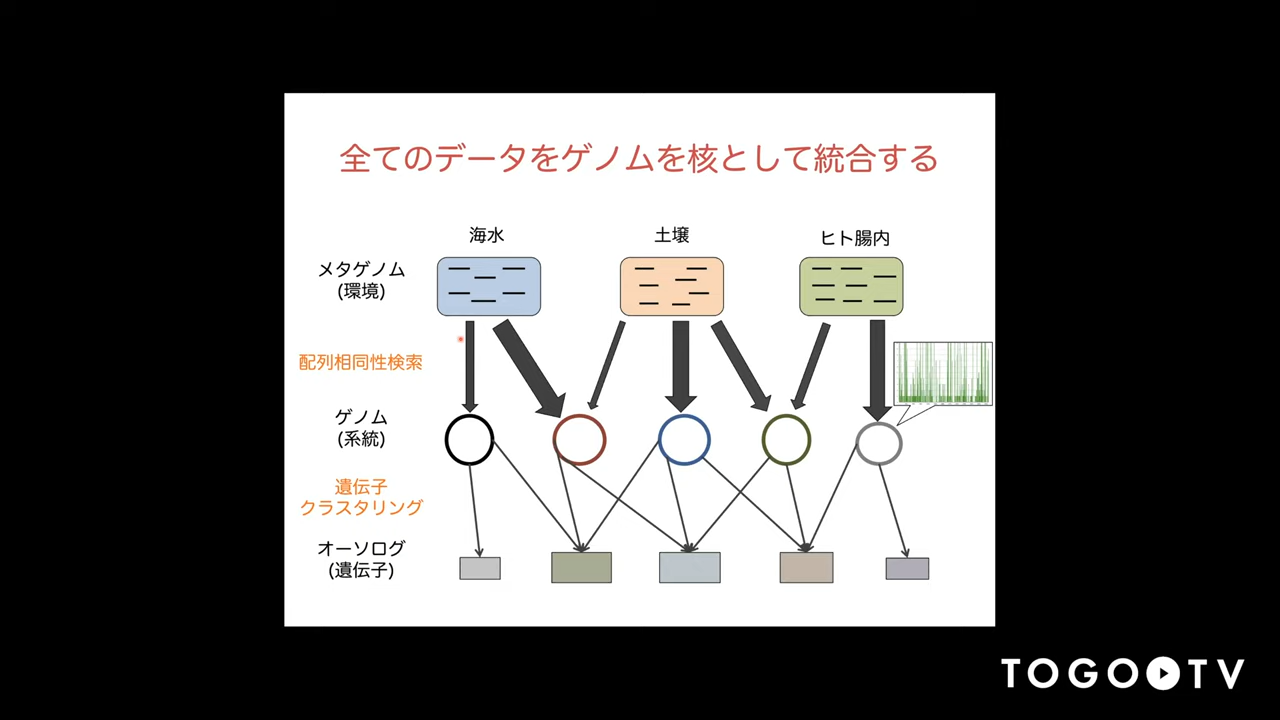 全てのデータをゲノムを核として統合する
海水
土壌
ヒト腸内
メタゲノム
(環境)
配列相同性検索
ゲノム
(系統)
遺伝子
クラスタリング
オーソログ
(遺伝子)
TOGO TV